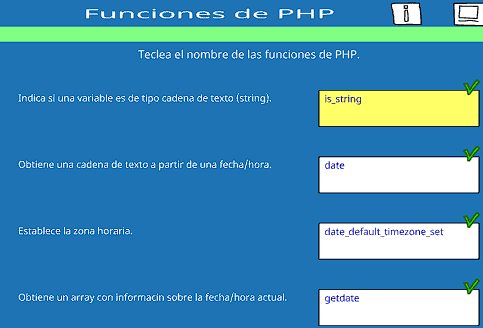 Funciones de PHP
Teclea el nombre de las funciones de PHP.
Indica si una variable es de tipo cadena de texto (string).
is_string
Obtiene una cadena de texto a partir de una fecha/hora.
date
Establece la zona horaria.
date_default_timezone_set
Obtiene un array con informacin sobre la fecha/hora actual.
getdate